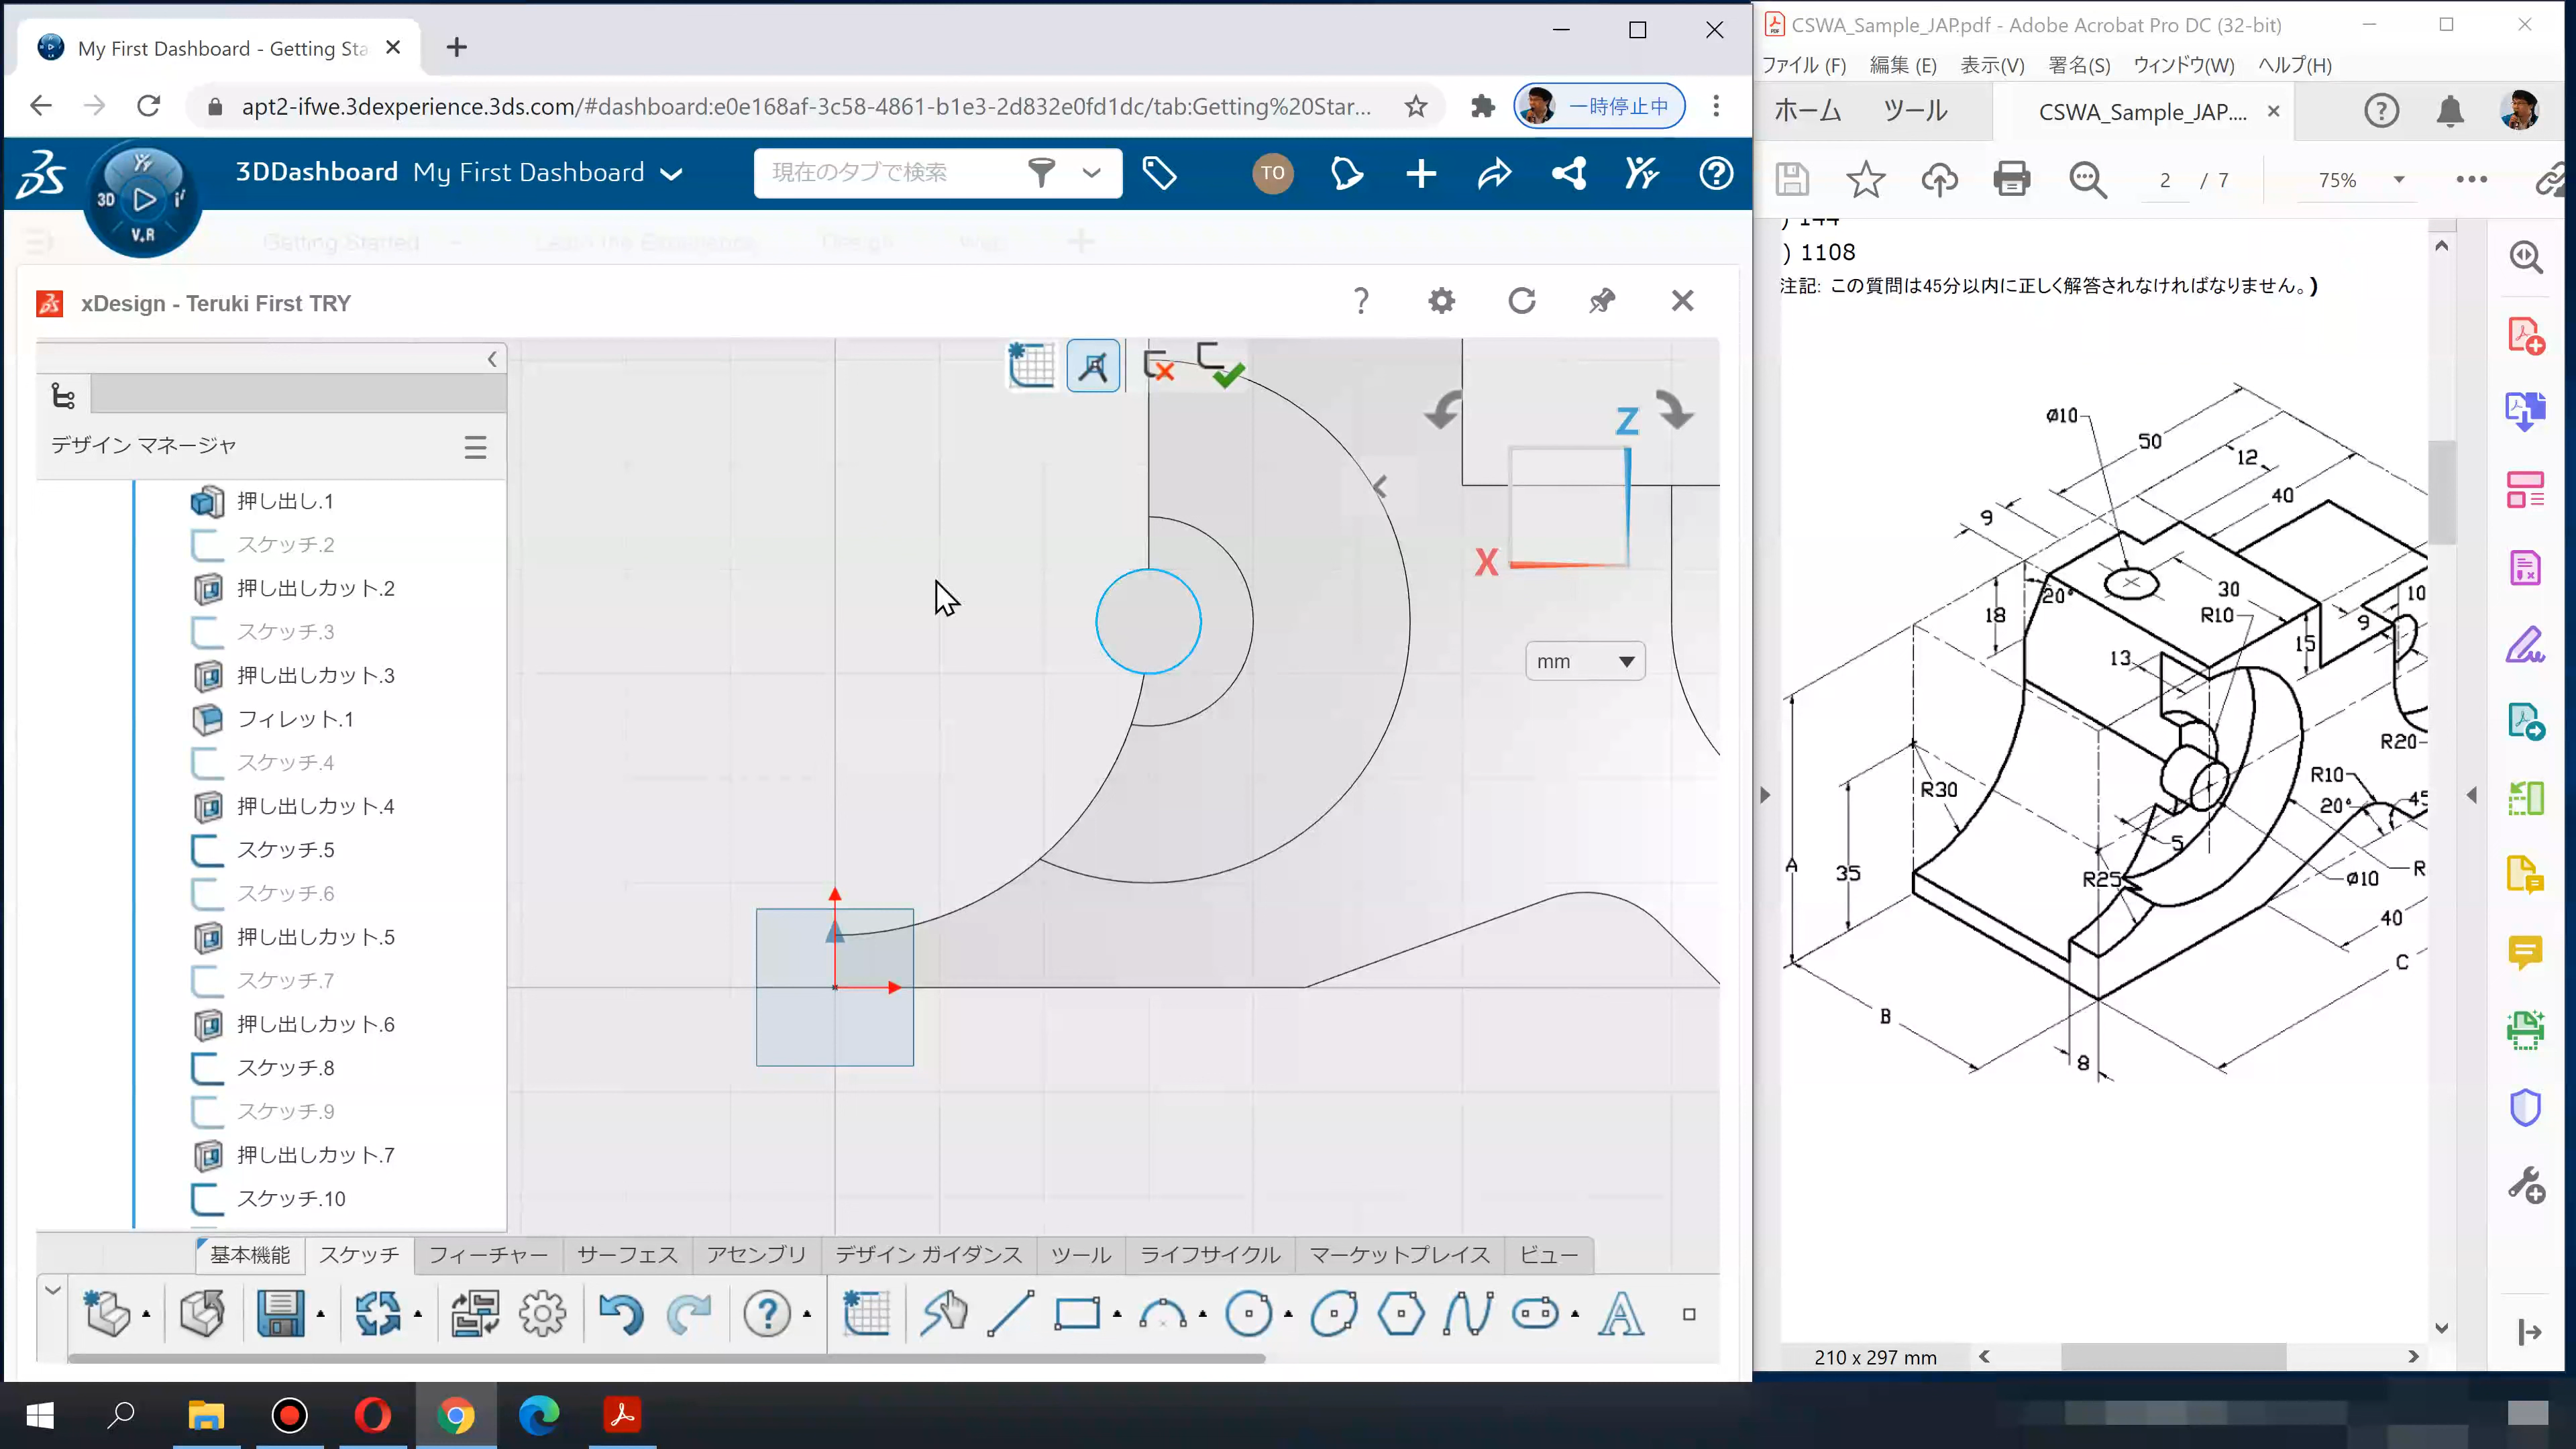 My First Dashboard - Getting Sta
apt2-ifwe.3dexperience.3ds.com/#dashboard:e0e168af-3c58-4861-b1e3-2d832e0fd1dc/tab:Getting%20Star...
一時停止中
3DDashboard My First Dashboard
現在のタブで検索
TO
3D
V.R
Getting Started
Learn the Experience
Design
xDesign - Teruki First TRY
デザイン マネージャ
押し出し.1
スケッチ.2
押し出しカット.2
スケッチ.3
押し出しカット.3
フィレット.1
スケッチ.4
押し出しカット.4
スケッチ.5
スケッチ.6
押し出しカット.5
スケッチ.7
押し出しカット.6
スケッチ.8
スケッチ.9
押し出しカット.7
スケッチ.10
Z
X
mm
基本機能 スケッチ フィーチャー サーフェス アセンブリ デザイン ガイダンス ツール ライフサイクル マーケットプレイス ビュー
CSWA_Sample_JAP.pdf - Adobe Acrobat Pro DC (32-bit)
ファイル (F) 編集 (E) 表示(V) 署名(S) ウィンドウ(W) ヘルプ(H)
ホーム ツール CSWA_Sample_JAP....
2 / 7 75%
) 144
) 1108
注記: この質問は45分以内に正しく解答されなければなりません。)
Ø10
50
12
40
9
20°
18
30
R10
10
9
15
13
R20
R10
20°
45
R30
5
A
35
R25
Ø10
R
40
C
B
8
210 x 297 mm